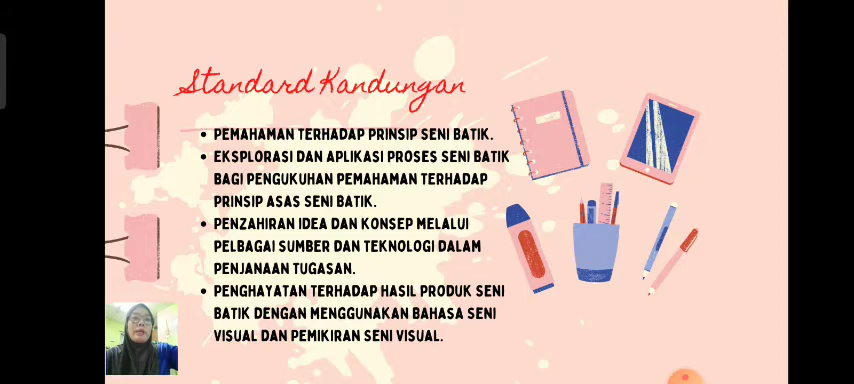 Standard Kandungan
• PEMAHAMAN TERHADAP PRINSIP SENI BATIK.
• EKSPLORASI DAN APLIKASI PROSES SENI BATIK
BAGI PENGUKUHAN PEMAHAMAN TERHADAP
PRINSIP ASAS SENI BATIK.
• PENZAHIRAN IDEA DAN KONSEP MELALUI
PELBAGAI SUMBER DAN TEKNOLOGI DALAM
PENJANAAN TUGASAN.
• PENGHAYATAN TERHADAP HASIL PRODUK SENI
BATIK DENGAN MENGGUNAKAN BAHASA SENI
VISUAL DAN PEMIKIRAN SENI VISUAL.